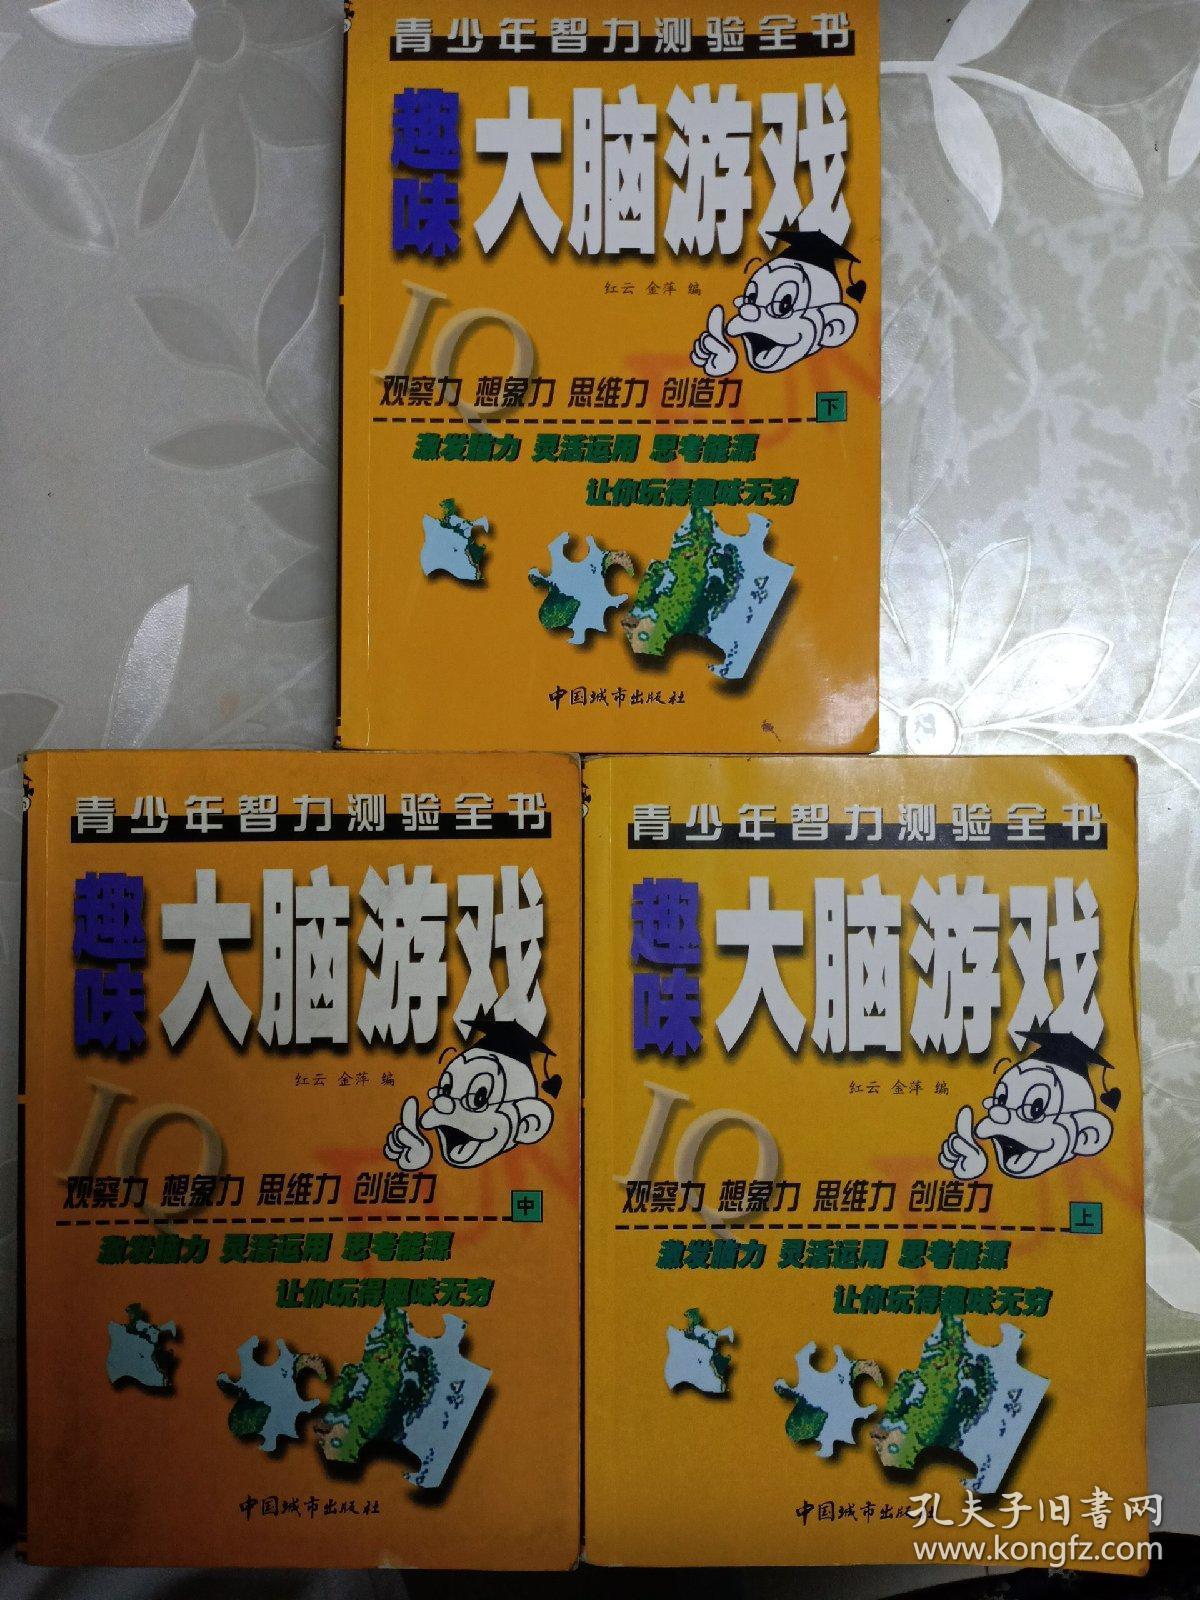 青少年智力测验全书
趣味
大脑游戏
红云 金萍 编
IQ
观察力 想象力 思维力 创造力
下
激发脑力 灵活运用 思考能源
让你玩得趣味无穷
中国城市出版社
青少年智力测验全书
趣味
大脑游戏
红云 金萍 编
IQ
观察力 想象力 思维力 创造力
中
激发脑力 灵活运用 思考能源
让你玩得趣味无穷
中国城市出版社
青少年智力测验全书
趣味
大脑游戏
红云 金萍 编
IQ
观察力 想象力 思维力 创造力
上
激发脑力 灵活运用 思考能源
让你玩得趣味无穷
中国城市出版社
孔夫子旧書网
www.kongfz.com